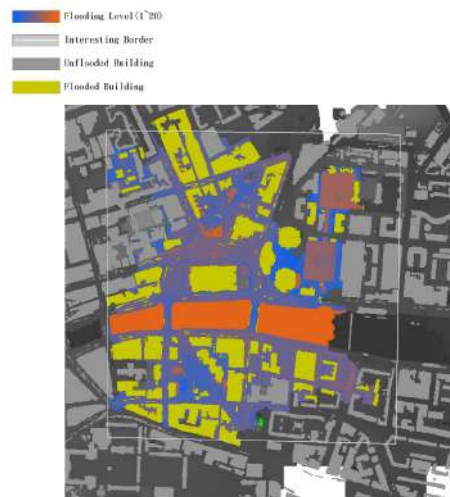 Flooding Level(1~20)
Interesting Border
Unflooded Building
Flooded Building